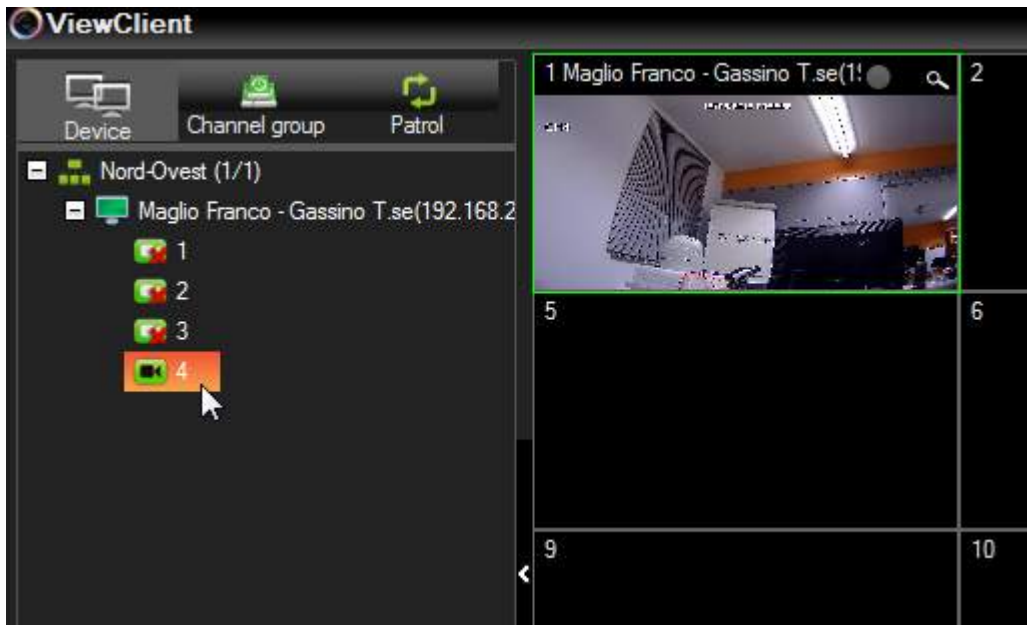 ViewClient
Device
Channel group
Patrol
Nord-Ovest (1/1)
Maglio Franco - Gassino T.se(192.168.2
1
2
3
4
1 Maglio Franco - Gassino T.se(1
2
5
6
9
10